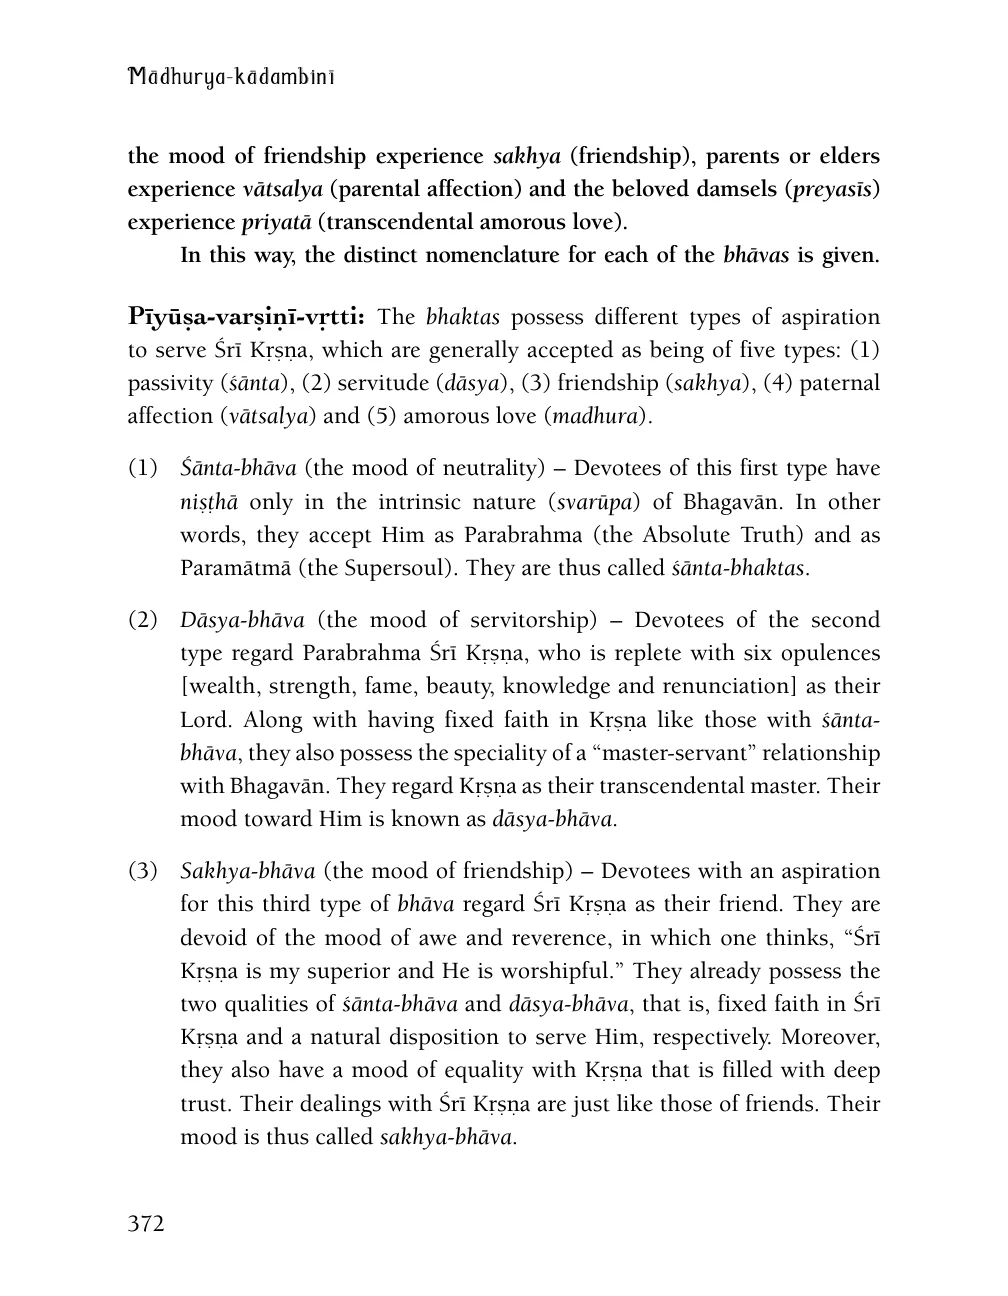 Mādhurya-kādambinī
the mood of friendship experience sakhya (friendship), parents or elders
experience vātsalya (parental affection) and the beloved damsels (preyasīs)
experience priyatā (transcendental amorous love).
In this way, the distinct nomenclature for each of the bhāvas is given.
Pīyūṣa-varṣiṇī-vṛtti: The bhaktas possess different types of aspiration
to serve Śrī Kṛṣṇa, which are generally accepted as being of five types: (1)
passivity (śānta), (2) servitude (dāsya), (3) friendship (sakhya), (4) paternal
affection (vātsalya) and (5) amorous love (madhura).
(1) Śānta-bhāva (the mood of neutrality) – Devotees of this first type have
niṣṭhā only in the intrinsic nature (svarūpa) of Bhagavān. In other
words, they accept Him as Parabrahma (the Absolute Truth) and as
Paramātmā (the Supersoul). They are thus called śānta-bhaktas.
(2) Dāsya-bhāva (the mood of servitorship) – Devotees of the second
type regard Parabrahma Śrī Kṛṣṇa, who is replete with six opulences
[wealth, strength, fame, beauty, knowledge and renunciation] as their
Lord. Along with having fixed faith in Kṛṣṇa like those with śānta-
bhāva, they also possess the speciality of a “master-servant” relationship
with Bhagavān. They regard Kṛṣṇa as their transcendental master. Their
mood toward Him is known as dāsya-bhāva.
(3) Sakhya-bhāva (the mood of friendship) – Devotees with an aspiration
for this third type of bhāva regard Śrī Kṛṣṇa as their friend. They are
devoid of the mood of awe and reverence, in which one thinks, “Śrī
Kṛṣṇa is my superior and He is worshipful.” They already possess the
two qualities of śānta-bhāva and dāsya-bhāva, that is, fixed faith in Śrī
Kṛṣṇa and a natural disposition to serve Him, respectively. Moreover,
they also have a mood of equality with Kṛṣṇa that is filled with deep
trust. Their dealings with Śrī Kṛṣṇa are just like those of friends. Their
mood is thus called sakhya-bhāva.
372